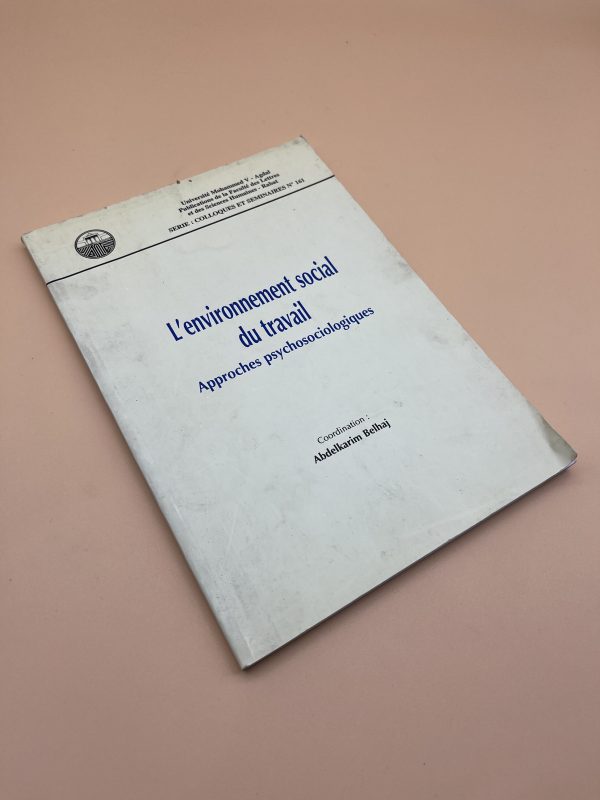 Université Mohammed V - Agdal
Publications de la Faculté des Lettres
et des Sciences Humaines - Rabat
SERIE : COLLOQUES ET SEMINAIRES N° 161
L'environnement social
du travail
Approches psychosociologiques
Coordination :
Abdelkarim Belhaj